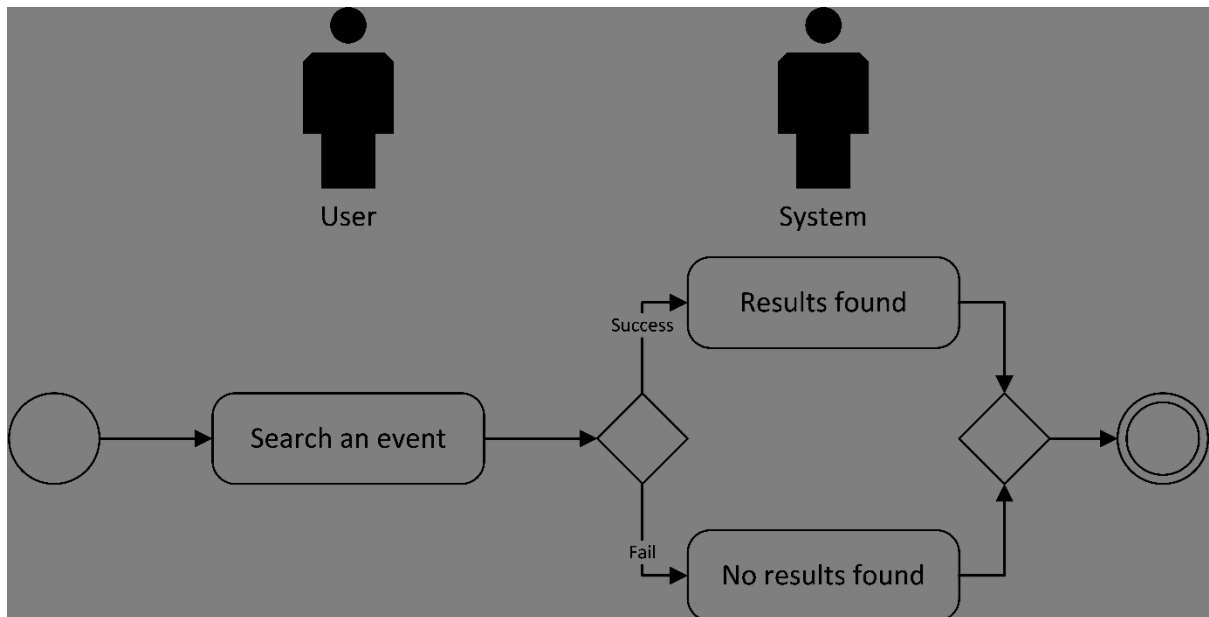 User
System
Results found
Success
Search an event
Fail
No results found